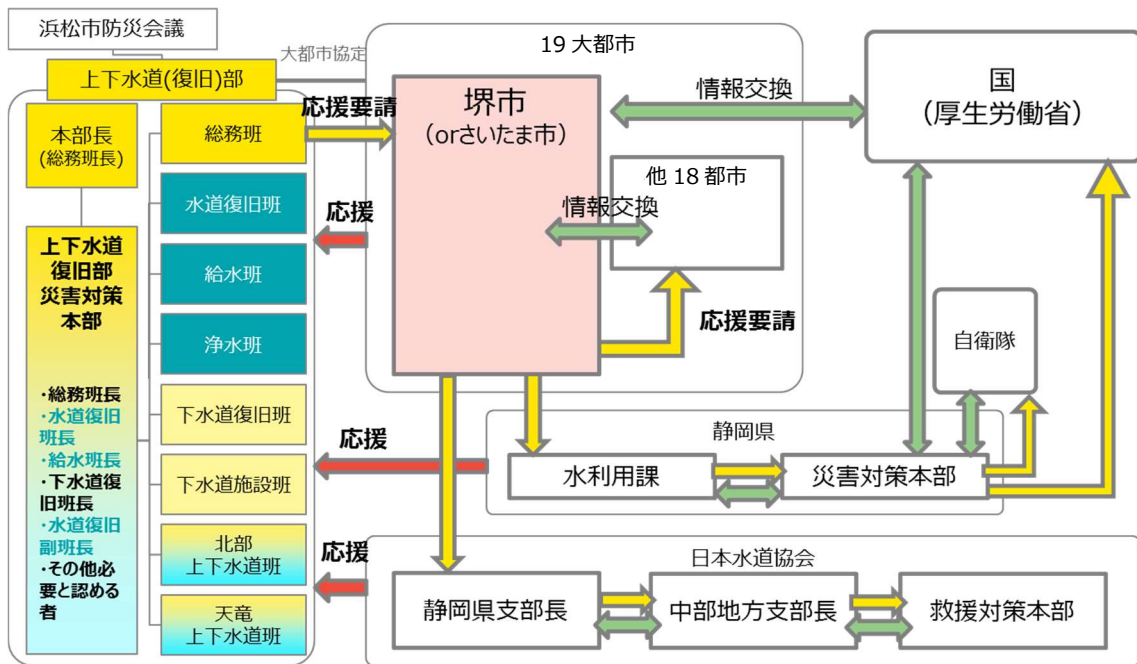 浜松市防災会議
上下水道(復旧)部
大都市協定
本部長
(総務班長)
上下水道
復旧部
災害対策
本部
・総務班長
・水道復旧
班長
・給水班長
・下水道復
旧班長
・水道復旧
副班長
・その他必
要と認める
者
総務班
水道復旧班
給水班
浄水班
下水道復旧班
下水道施設班
北部
上下水道班
天竜
上下水道班
応援要請
応援
応援
応援
19 大都市
堺市
(orさいたま市)
情報交換
他 18 都市
情報交換
応援要請
国
(厚生労働省)
自衛隊
静岡県
水利用課
災害対策本部
日本水道協会
静岡県支部長
中部地方支部長
救援対策本部